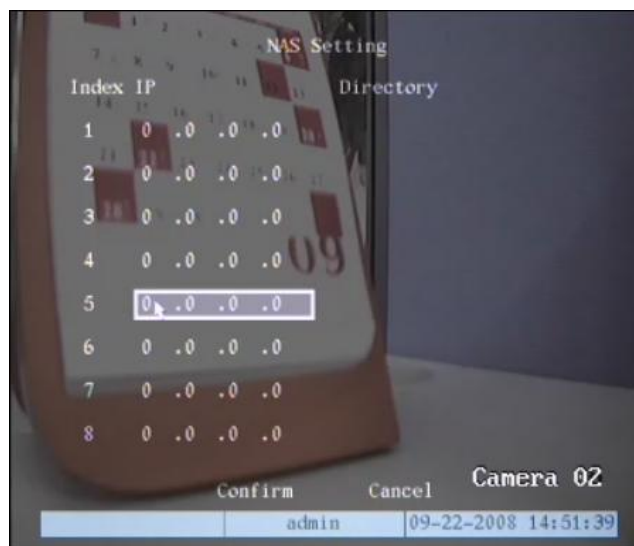 NAS Setting
Index IP Directory
1 0 .0 .0 .0
2 0 .0 .0 .0
3 0 .0 .0 .0
4 0 .0 .0 .0
09
5 0 .0 .0 .0
6 0 .0 .0 .0
7 0 .0 .0 .0
8 0 .0 .0 .0
Camera 02
Confirm Cancel
admin 09-22-2008 14:51:39